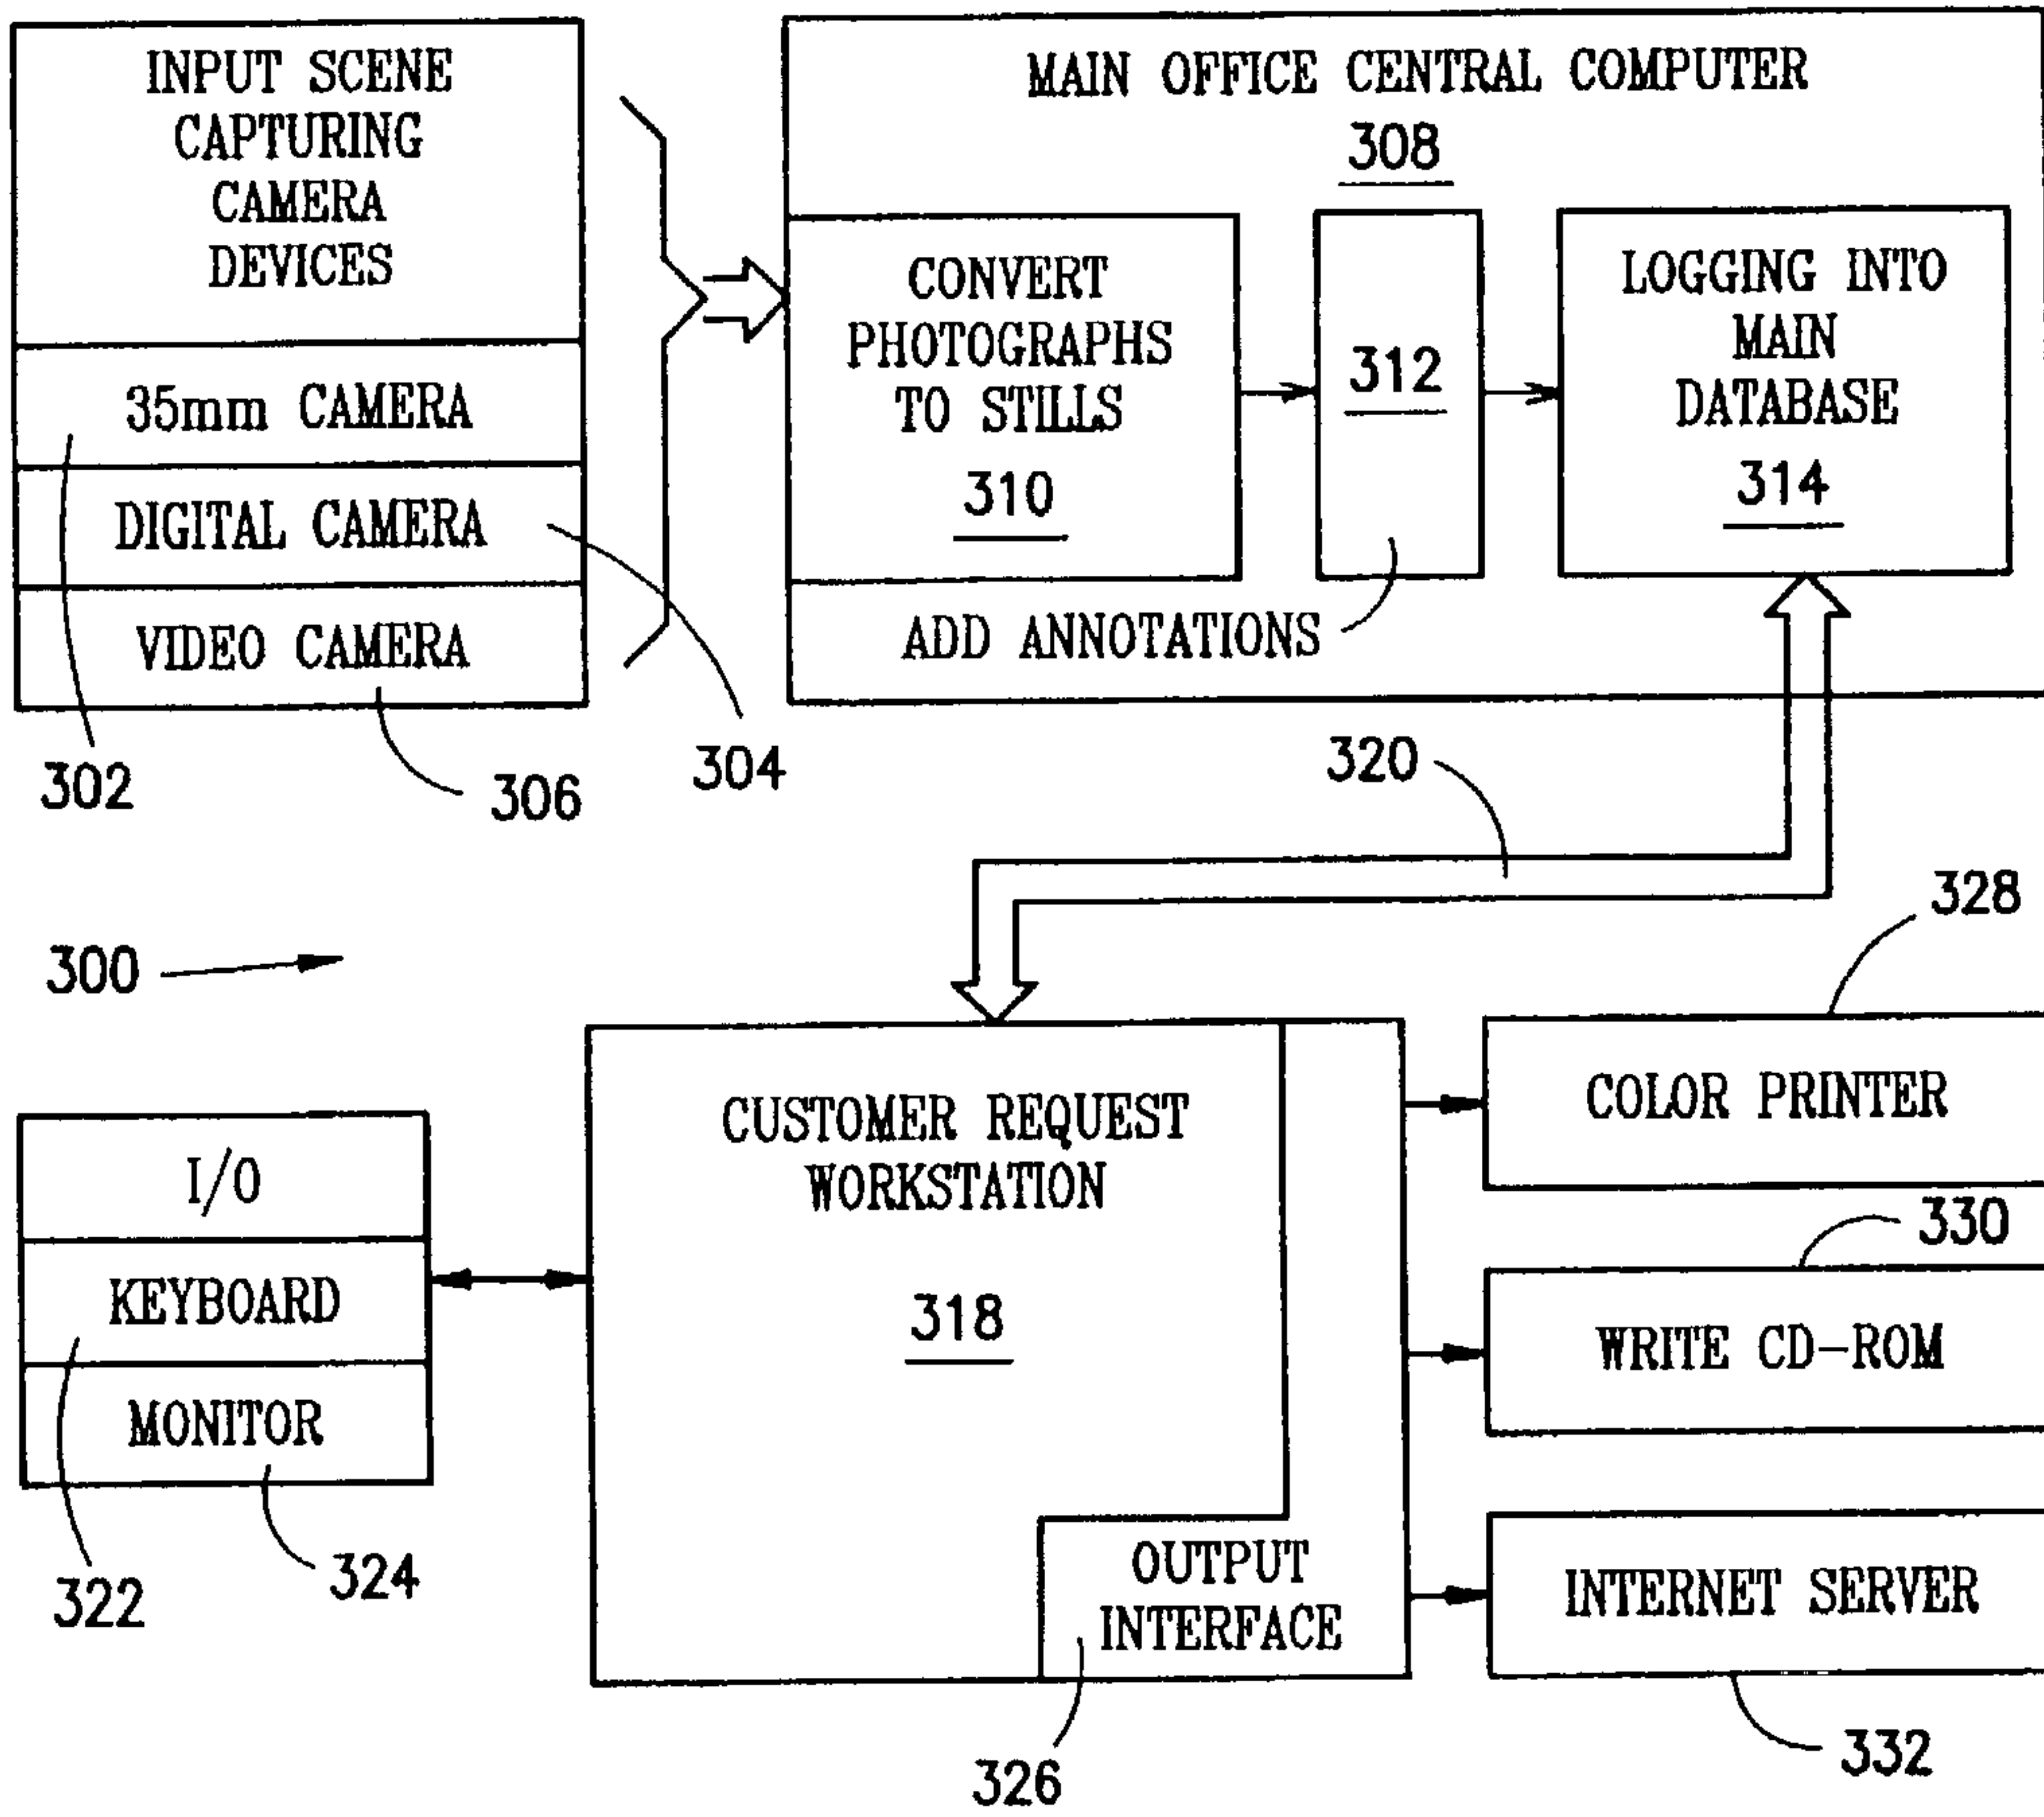 INPUT SCENE
CAPTURING
CAMERA
DEVICES
35mm CAMERA
DIGITAL CAMERA
VIDEO CAMERA
302
306
304
MAIN OFFICE CENTRAL COMPUTER
308
CONVERT
PHOTOGRAPHS
TO STILLS
310
312
LOGGING INTO
MAIN
DATABASE
314
ADD ANNOTATIONS
320
300
328
I/O
KEYBOARD
MONITOR
322
324
CUSTOMER REQUEST
WORKSTATION
318
OUTPUT
INTERFACE
326
COLOR PRINTER
330
WRITE CD-ROM
INTERNET SERVER
332